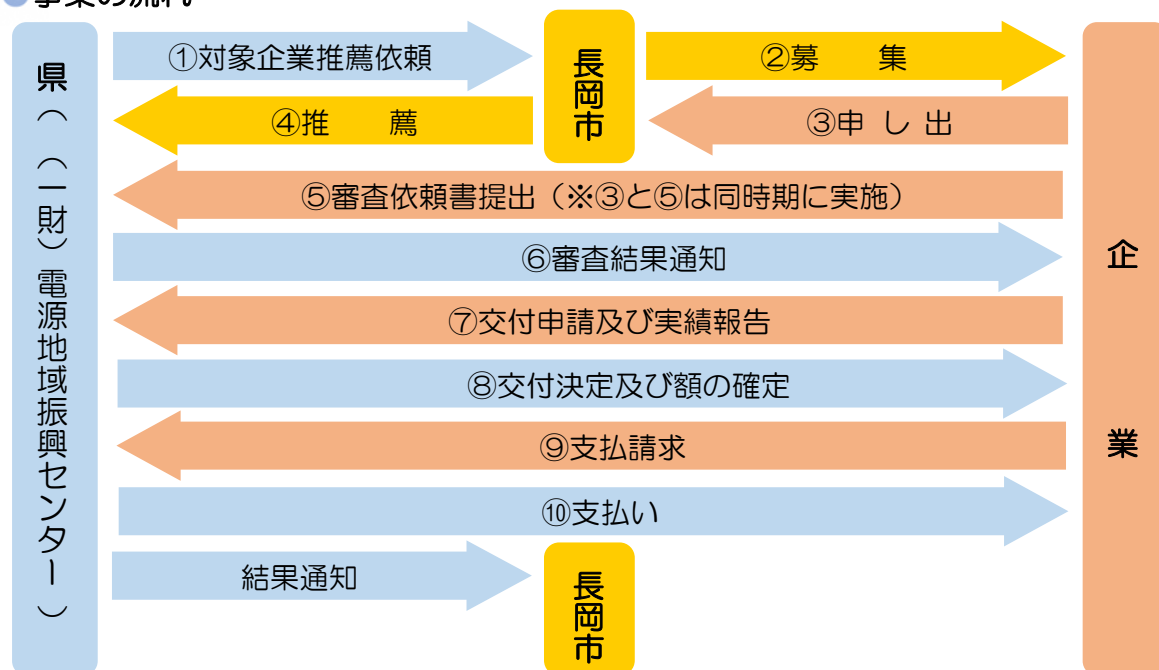 ●事業の流れ
県（（一財）電源地域振興センター）
①対象企業推薦依頼
長岡市
②募　集
④推　薦
③申し出
⑤審査依頼書提出（※③と⑤は同時期に実施）
⑥審査結果通知
⑦交付申請及び実績報告
⑧交付決定及び額の確定
⑨支払請求
⑩支払い
結果通知
長岡市
企業